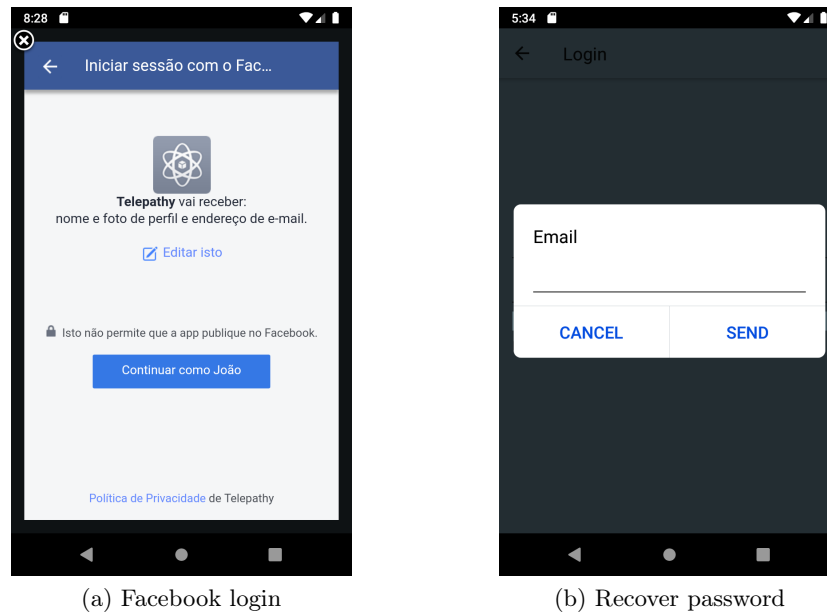 8:28
Iniciar sessão com o Fac...
Telepathy vai receber:
nome e foto de perfil e endereço de e-mail.
Editar isto
Isto não permite que a app publique no Facebook.
Continuar como João
Política de Privacidade de Telepathy
(a) Facebook login
5:34
Login
Email
CANCEL SEND
(b) Recover password